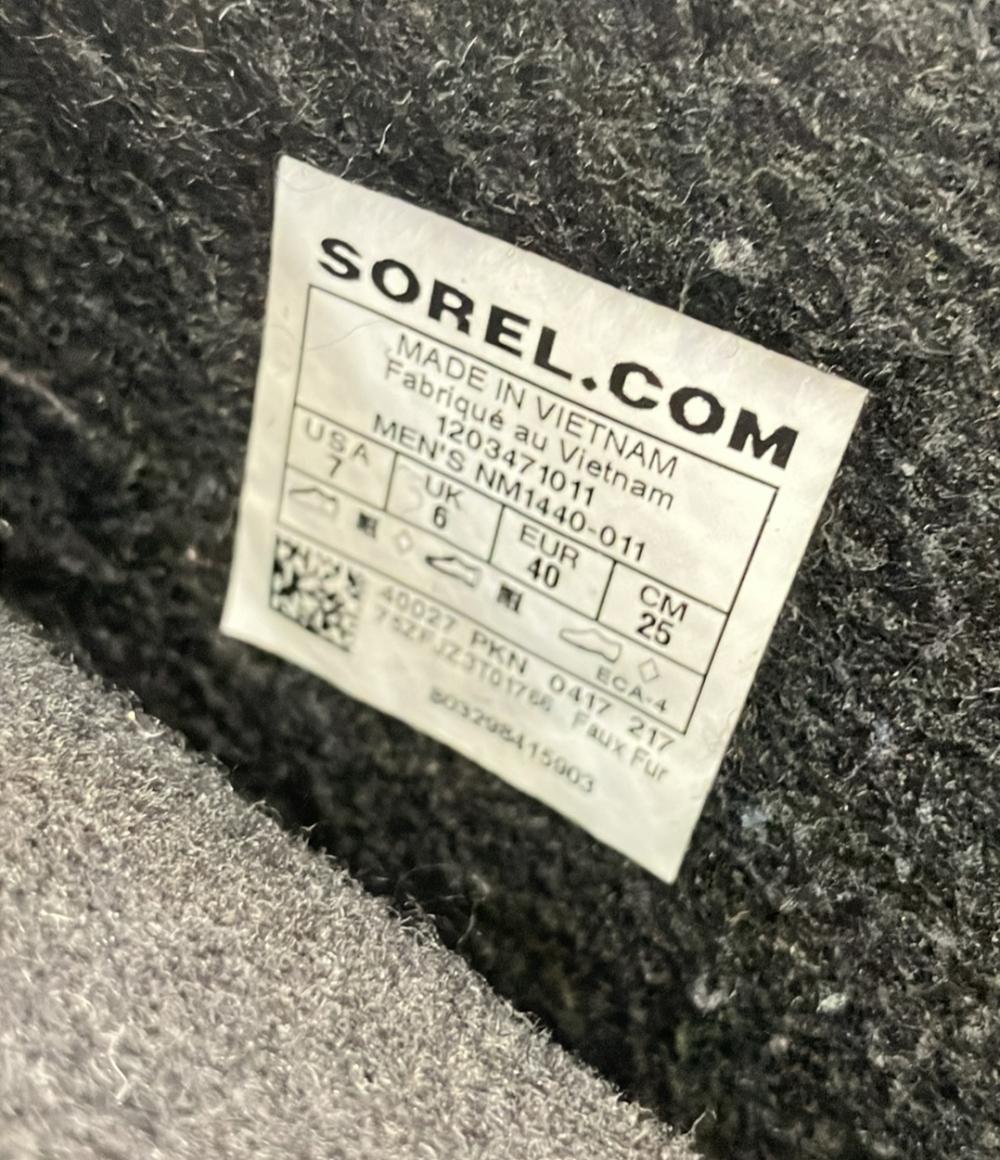 SOREL.COM
MADE IN VIETNAM
Fabriqué au Vietnam
1203471011
MEN'S NM1440-011
USA UK EUR CM
7 6 40 25
ECA-4
40027 PKN 0417 217
Faux Fur